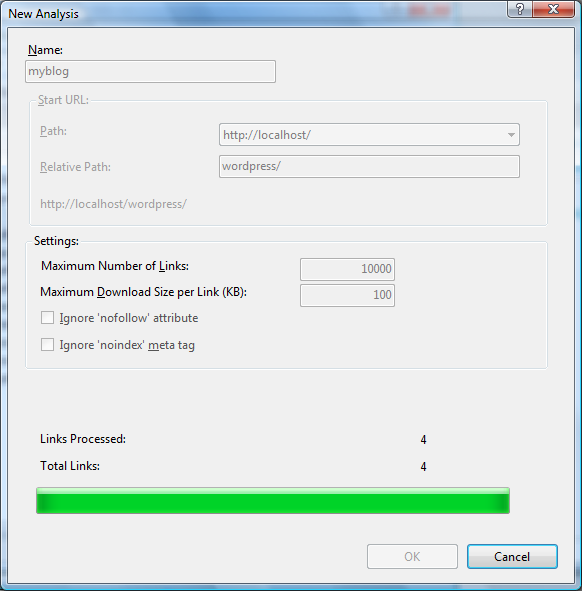 New Analysis
Name:
myblog
Start URL:
Path: http://localhost/
Relative Path: wordpress/
http://localhost/wordpress/
Settings:
Maximum Number of Links: 10000
Maximum Download Size per Link (KB): 100
Ignore 'nofollow' attribute
Ignore 'noindex' meta tag
Links Processed: 4
Total Links: 4
OK Cancel